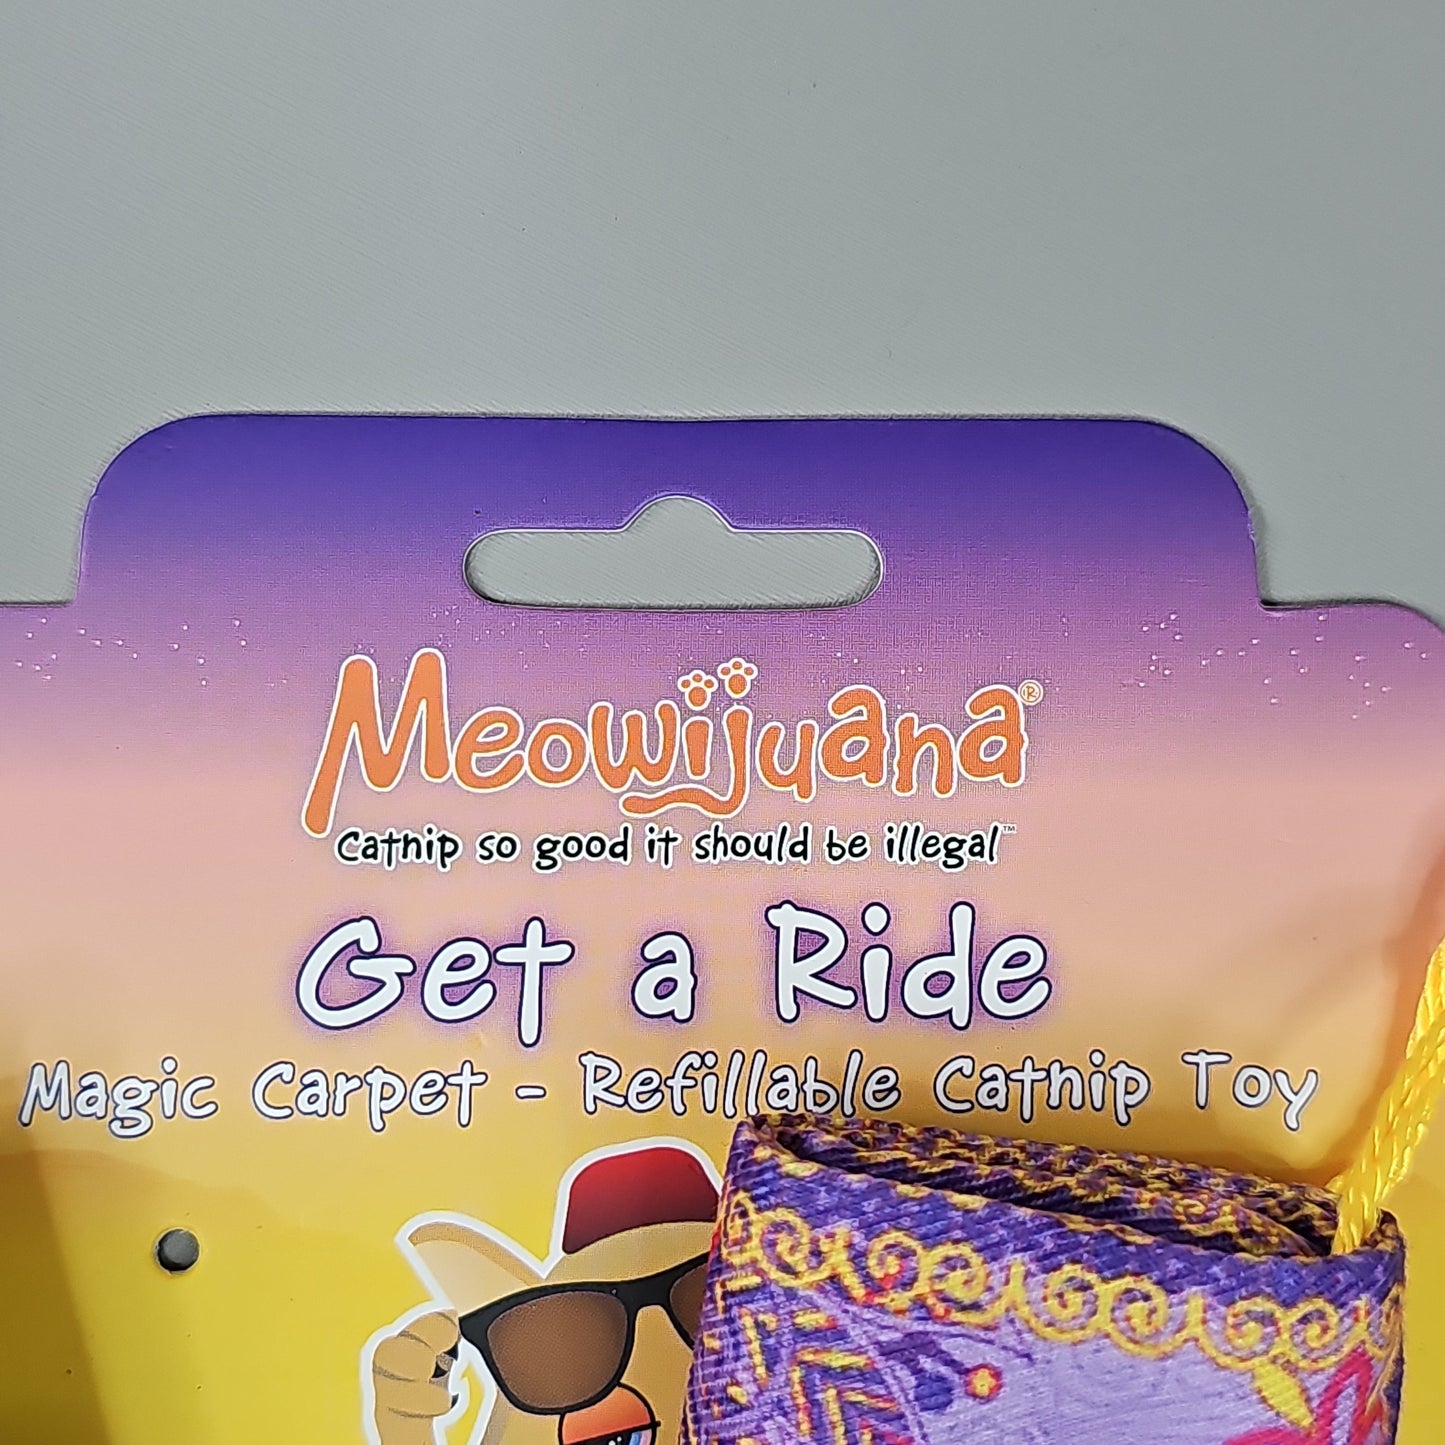 Meowijuana®
Catnip so good it should be illegal™
Get a Ride
Magic Carpet - Refillable Catnip Toy